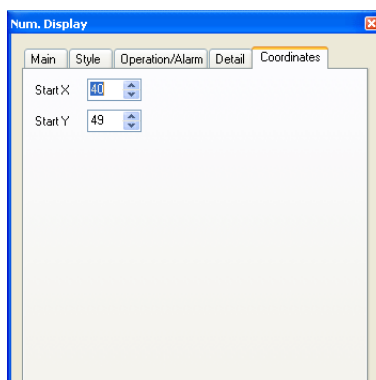 Num. Display
Main Style Operation/Alarm Detail Coordinates
Start X 40
Start Y 49